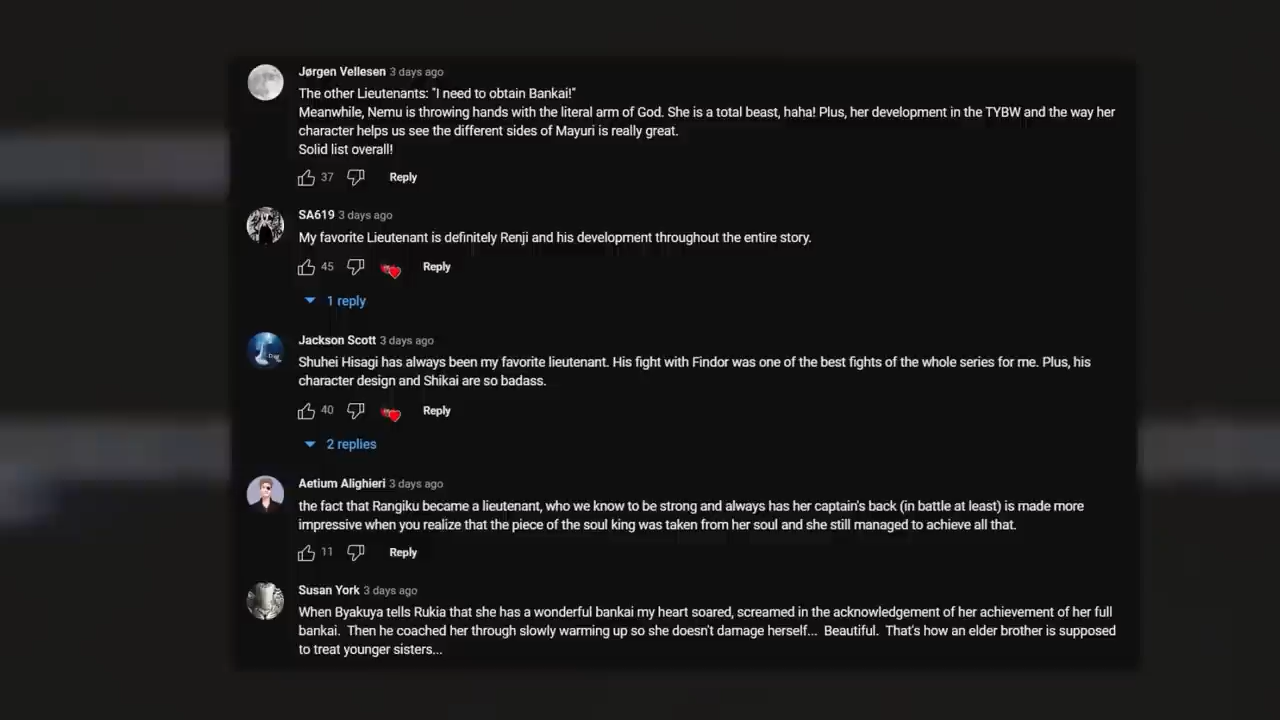 Jørgen Vellesen 3 days ago
The other Lieutenants: "I need to obtain Bankai!"
Meanwhile, Nemu is throwing hands with the literal arm of God. She is a total beast, haha! Plus, her development in the TYBW and the way her
character helps us see the different sides of Mayuri is really great.
Solid list overall!
37 Reply
SA619 3 days ago
My favorite Lieutenant is definitely Renji and his development throughout the entire story.
45 Reply
1 reply
Jackson Scott 3 days ago
Shuhei Hisagi has always been my favorite lieutenant. His fight with Findor was one of the best fights of the whole series for me. Plus, his
character design and Shikai are so badass.
40 Reply
2 replies
Aetium Alighieri 3 days ago
the fact that Rangiku became a lieutenant, who we know to be strong and always has her captain's back (in battle at least) is made more
impressive when you realize that the piece of the soul king was taken from her soul and she still managed to achieve all that.
11 Reply
Susan York 3 days ago
When Byakuya tells Rukia that she has a wonderful bankai my heart soared, screamed in the acknowledgement of her achievement of her full
bankai. Then he coached her through slowly warming up so she doesn't damage herself... Beautiful. That's how an elder brother is supposed
to treat younger sisters...